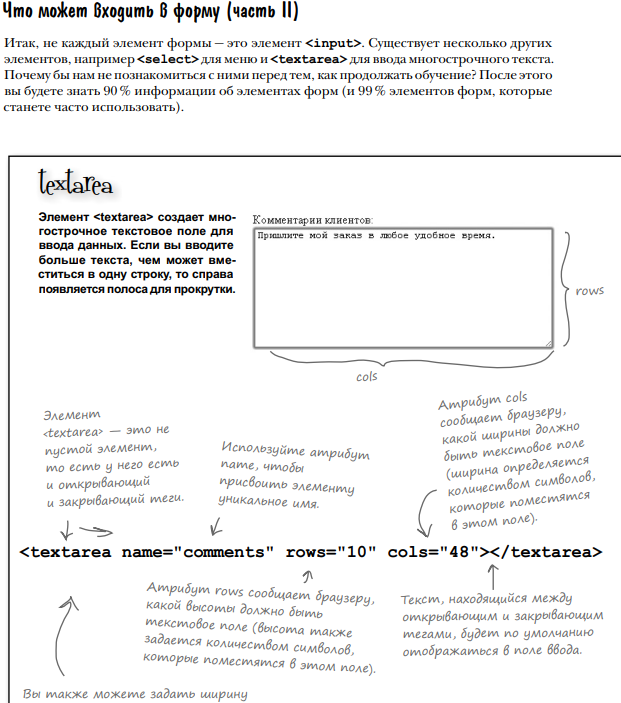 Что может входить в форму (часть II)
Итак, не каждый элемент формы — это элемент <input>. Существует несколько других
элементов, например <select> для меню и <textarea> для ввода многострочного текста.
Почему бы нам не познакомиться с ними перед тем, как продолжать обучение? После этого
вы будете знать 90 % информации об элементах форм (и 99 % элементов форм, которые
станете часто использовать).
textarea
Элемент <textarea> создает мно-
гострочное текстовое поле для
ввода данных. Если вы вводите
больше текста, чем может вме-
ститься в одну строку, то справа
появляется полоса для прокрутки.
Комментарии клиентов:
Пришлите мой заказ в любое удобное время.
rows
cols
Элемент
<textarea> — это не
пустой элемент,
то есть у него есть
и открывающий
и закрывающий теги.
Используйте атрибут
name, чтобы
присвоить элементу
уникальное имя.
Атрибут cols
сообщает браузеру,
какой ширины должно
быть текстовое поле
(ширина определяется
количеством символов,
которые поместятся
в этом поле).
<textarea name="comments" rows="10" cols="48"></textarea>
Атрибут rows сообщает браузеру,
какой высоты должно быть
текстовое поле (высота также
задается количеством символов,
которые поместятся в этом поле).
Текст, находящийся между
открывающим и закрывающим
тегами, будет по умолчанию
отображаться в поле ввода.
Вы также можете задать ширину